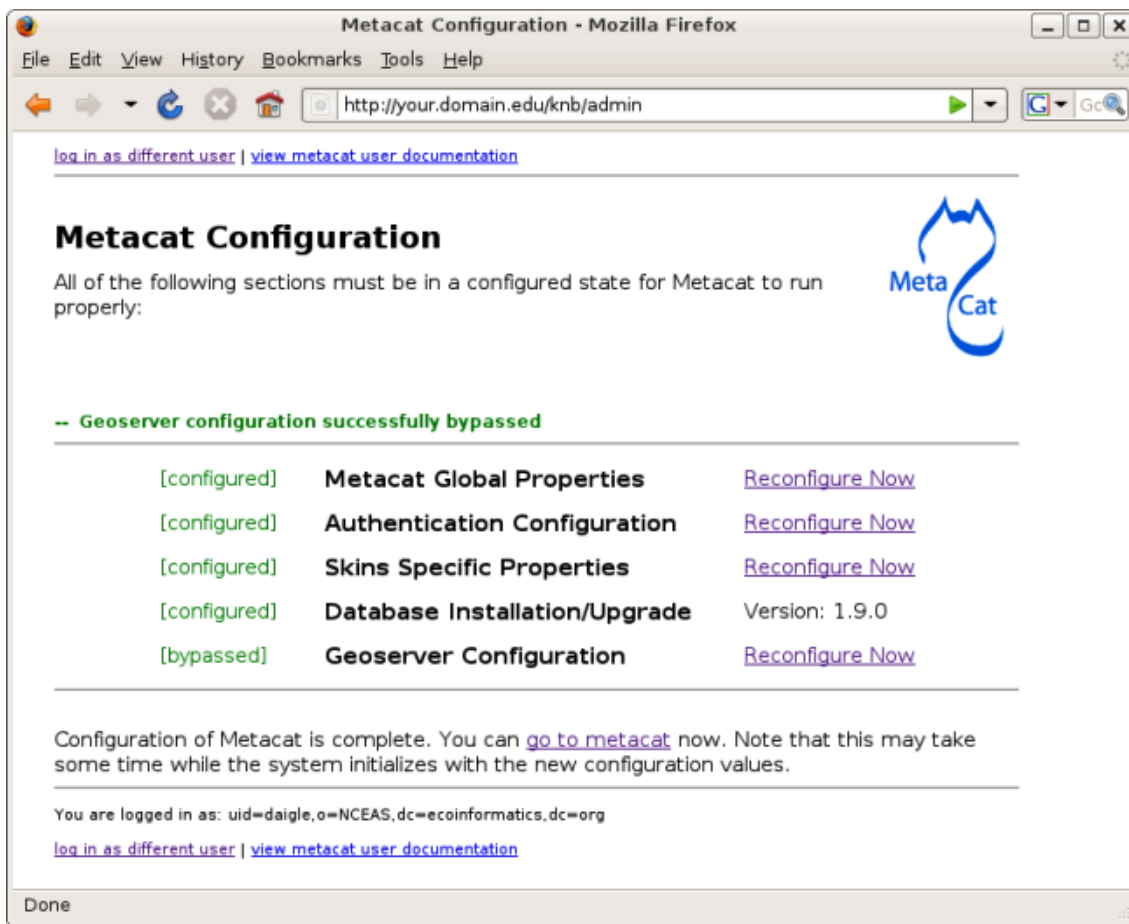 Metacat Configuration - Mozilla Firefox
File Edit View History Bookmarks Tools Help
http://your.domain.edu/knb/admin
G Go
log in as different user | view metacat user documentation
Metacat Configuration
All of the following sections must be in a configured state for Metacat to run
properly:
Meta
Cat
-- Geoserver configuration successfully bypassed
[configured] Metacat Global Properties Reconfigure Now
[configured] Authentication Configuration Reconfigure Now
[configured] Skins Specific Properties Reconfigure Now
[configured] Database Installation/Upgrade Version: 1.9.0
[bypassed] Geoserver Configuration Reconfigure Now
Configuration of Metacat is complete. You can go to metacat now. Note that this may take
some time while the system initializes with the new configuration values.
You are logged in as: uid=daigle,o=NCEAS,dc=ecoinformatics,dc=org
log in as different user | view metacat user documentation
Done